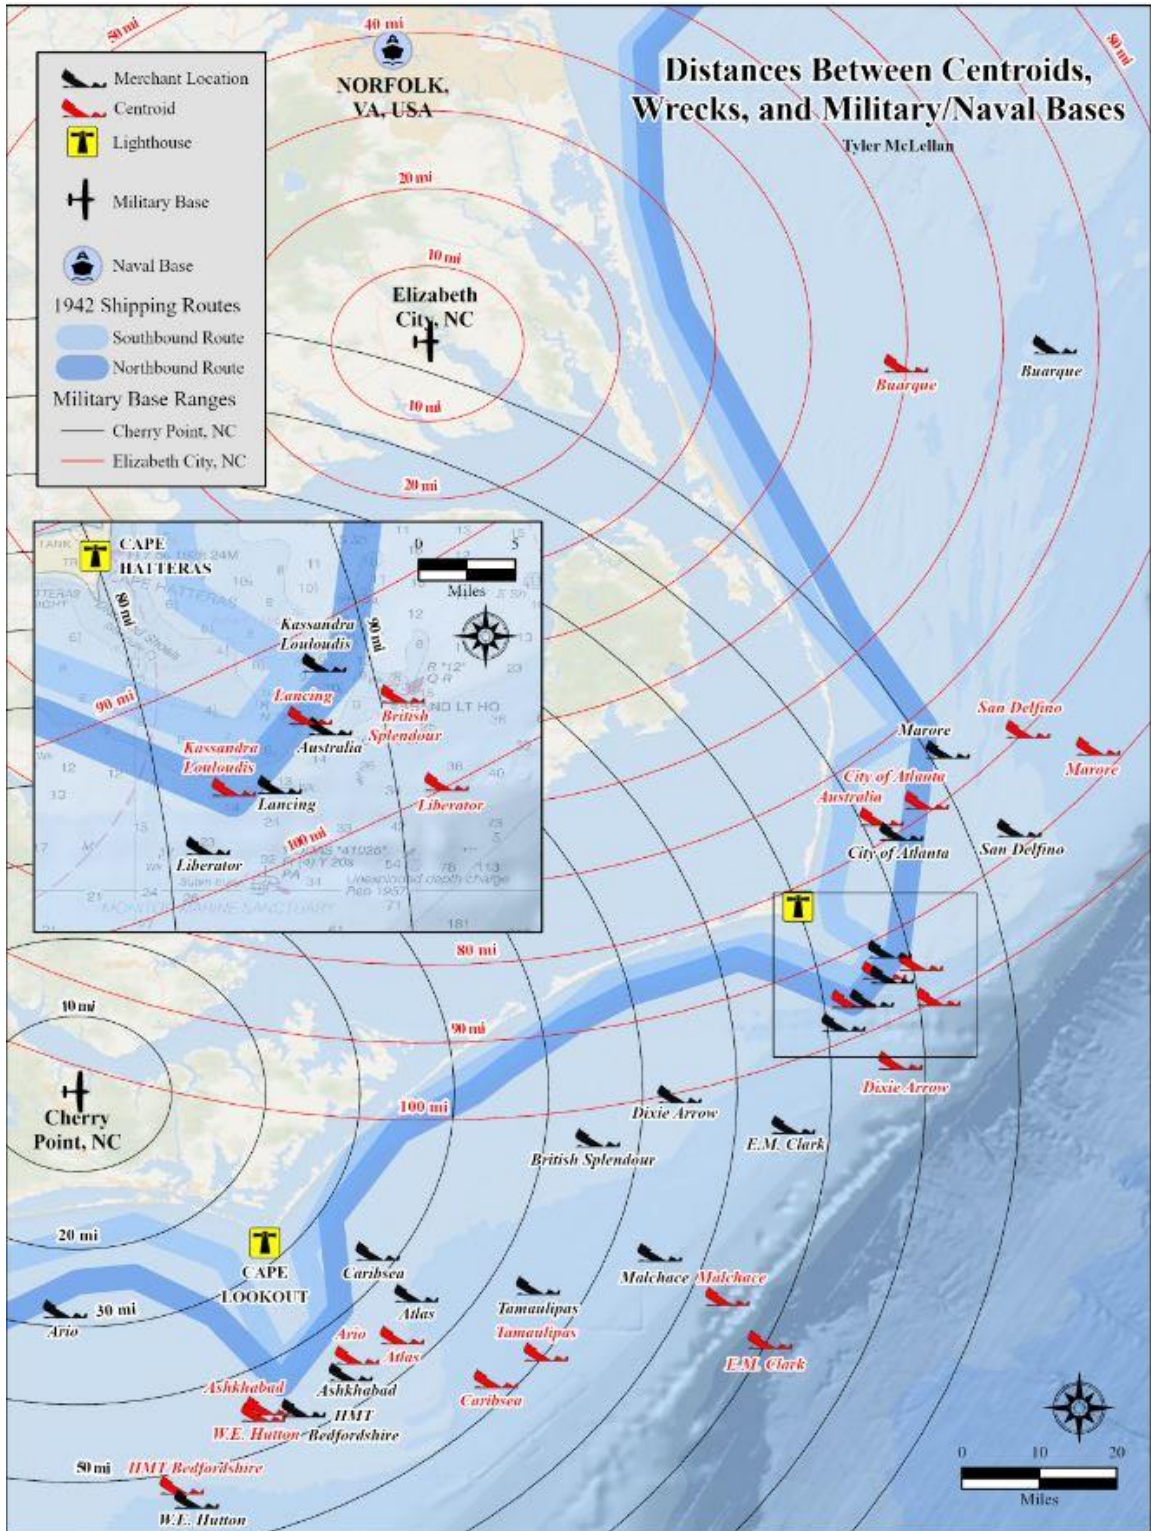 50 mi
40 mi
80 mi
NORFOLK,
VA, USA
Distances Between Centroids,
Wrecks, and Military/Naval Bases
Tyler McLellan
Merchant Location
Centroid
Lighthouse
Military Base
Naval Base
1942 Shipping Routes
Southbound Route
Northbound Route
Military Base Ranges
Cherry Point, NC
Elizabeth City, NC
20 mi
10 mi
Elizabeth
City, NC
10 mi
20 mi
Buarque
Buarque
CAPE
HATTERAS
0 5
Miles
80 mi
90 mi
Kassandra
Louloudis
90 mi
Lancing
British
Splendour
Australia
Kassandra
Louloudis
Lancing
Liberator
100 mi
Liberator
Unexploded depth charge
MONITOR MARINE SANCTUARY
San Delfino
Marore
Marore
City of Atlanta
Australia
City of Atlanta
San Delfino
80 mi
90 mi
100 mi
10 mi
Cherry
Point, NC
Dixie Arrow
Dixie Arrow
E.M. Clark
British Splendour
20 mi
CAPE
LOOKOUT
30 mi
Ario
Caribsea
Atlas
Malchace
Malchace
Tamaulipas
Tamaulipas
Ario
Atlas
E.M. Clark
Ashkhabad
Ashkhabad
Caribsea
W.E. Hutton
HMT
Bedfordshire
50 mi
HMT Bedfordshire
W.E. Hutton
0 10 20
Miles